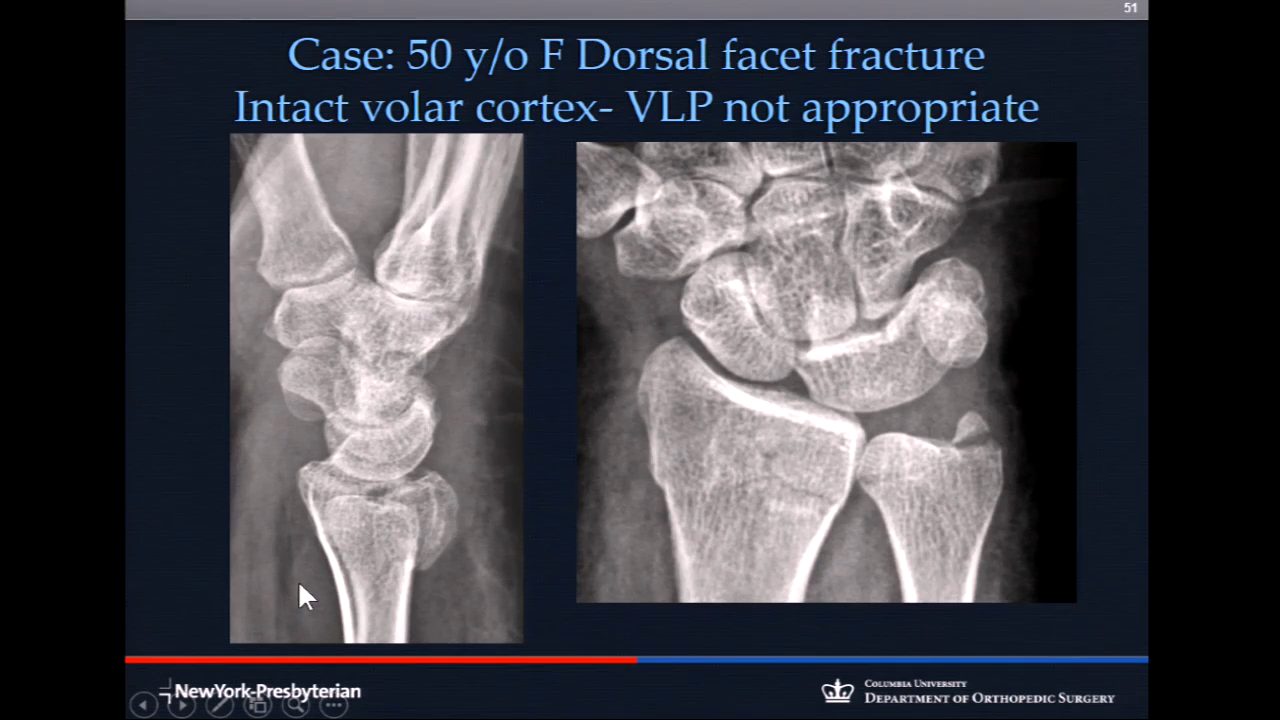 51
Case: 50 y/o F Dorsal facet fracture
Intact volar cortex- VLP not appropriate
NewYork-Presbyterian
Columbia University
Department of Orthopedic Surgery